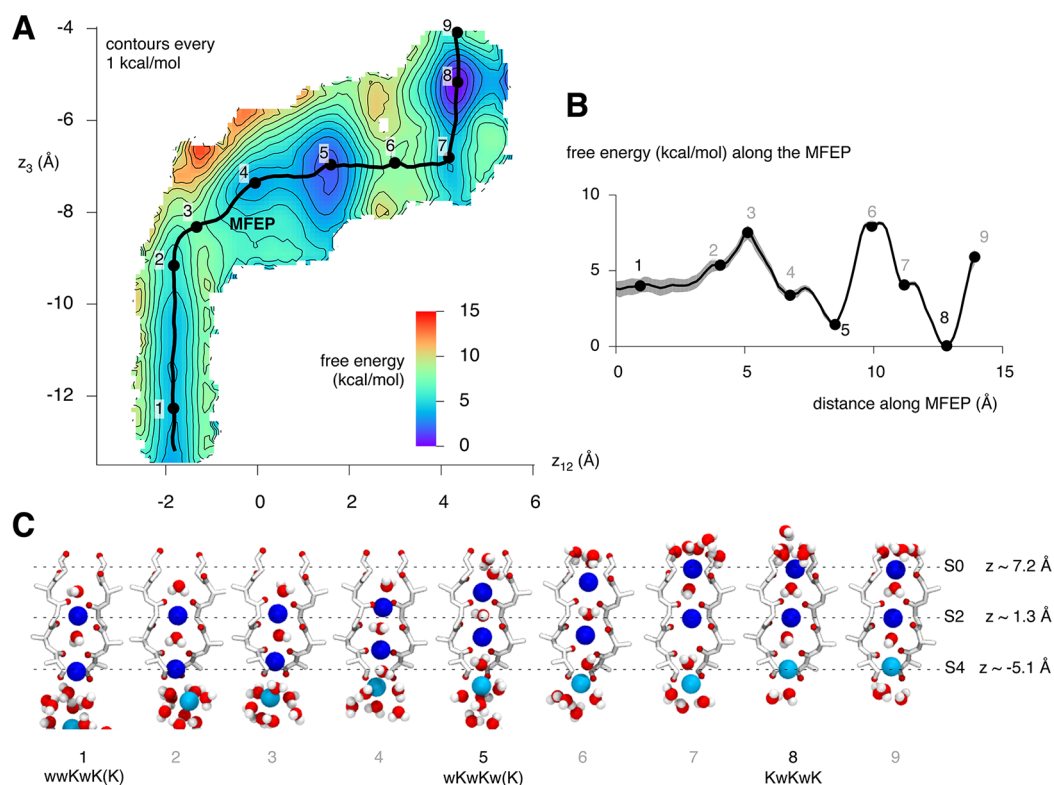 A
contours every
1 kcal/mol
-4
-6
-8
-10
-12
z3 (Å)
9
8
7
6
5
4
3
2
1
MFEP
free energy
(kcal/mol)
15
10
5
0
-2
0
2
4
6
z12 (Å)
B
free energy (kcal/mol) along the MFEP
10
5
0
1
2
3
4
5
6
7
8
9
0
5
10
15
distance along MFEP (Å)
C
S0 z ~ 7.2 Å
S2 z ~ 1.3 Å
S4 z ~ -5.1 Å
1 2 3 4 5 6 7 8 9
wwKwK(K) wKwKw(K) KwKwK